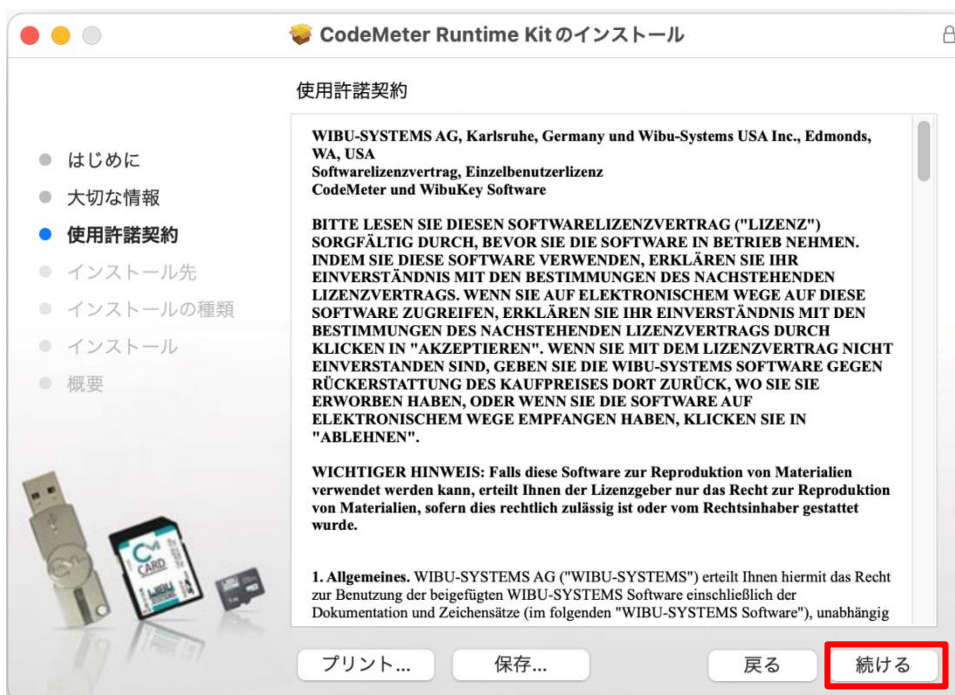 CodeMeter Runtime Kit のインストール
使用許諾契約
はじめに
大切な情報
使用許諾契約
インストール先
インストールの種類
インストール
概要
WIBU-SYSTEMS AG, Karlsruhe, Germany und Wibu-Systems USA Inc., Edmonds,
WA, USA
Softwarelizenzvertrag, Einzelbenutzerlizenz
CodeMeter und WibuKey Software
BITTE LESEN SIE DIESEN SOFTWARELIZENZVERTRAG ("LIZENZ")
SORGFÄLTIG DURCH, BEVOR SIE DIE SOFTWARE IN BETRIEB NEHMEN.
INDEM SIE DIESE SOFTWARE VERWENDEN, ERKLÄREN SIE IHR
EINVERSTÄNDNIS MIT DEN BESTIMMUNGEN DES NACHSTEHENDEN
LIZENZVERTRAGS. WENN SIE AUF ELEKTRONISCHEM WEGE AUF DIESE
SOFTWARE ZUGREIFEN, ERKLÄREN SIE IHR EINVERSTÄNDNIS MIT DEN
BESTIMMUNGEN DES NACHSTEHENDEN LIZENZVERTRAGS DURCH
KLICKEN IN "AKZEPTIEREN". WENN SIE MIT DEM LIZENZVERTRAG NICHT
EINVERSTANDEN SIND, GEBEN SIE DIE WIBU-SYSTEMS SOFTWARE GEGEN
RÜCKERSTATTUNG DES KAUFPREISES DORT ZURÜCK, WO SIE SIE
ERWORBEN HABEN, ODER WENN SIE DIE SOFTWARE AUF
ELEKTRONISCHEM WEGE EMPFANGEN HABEN, KLICKEN SIE IN
"ABLEHNEN".
WICHTIGER HINWEIS: Falls diese Software zur Reproduktion von Materialien
verwendet werden kann, erteilt Ihnen der Lizenzgeber nur das Recht zur Reproduktion
von Materialien, sofern dies rechtlich zulässig ist oder vom Rechtsinhaber gestattet
wurde.
1. Allgemeines. WIBU-SYSTEMS AG ("WIBU-SYSTEMS") erteilt Ihnen hiermit das Recht
zur Benutzung der beigefügten WIBU-SYSTEMS Software einschließlich der
Dokumentation und Zeichensätze (im folgenden "WIBU-SYSTEMS Software"), unabhängig
CARD
WIBU
プリント...
保存...
戻る
続ける